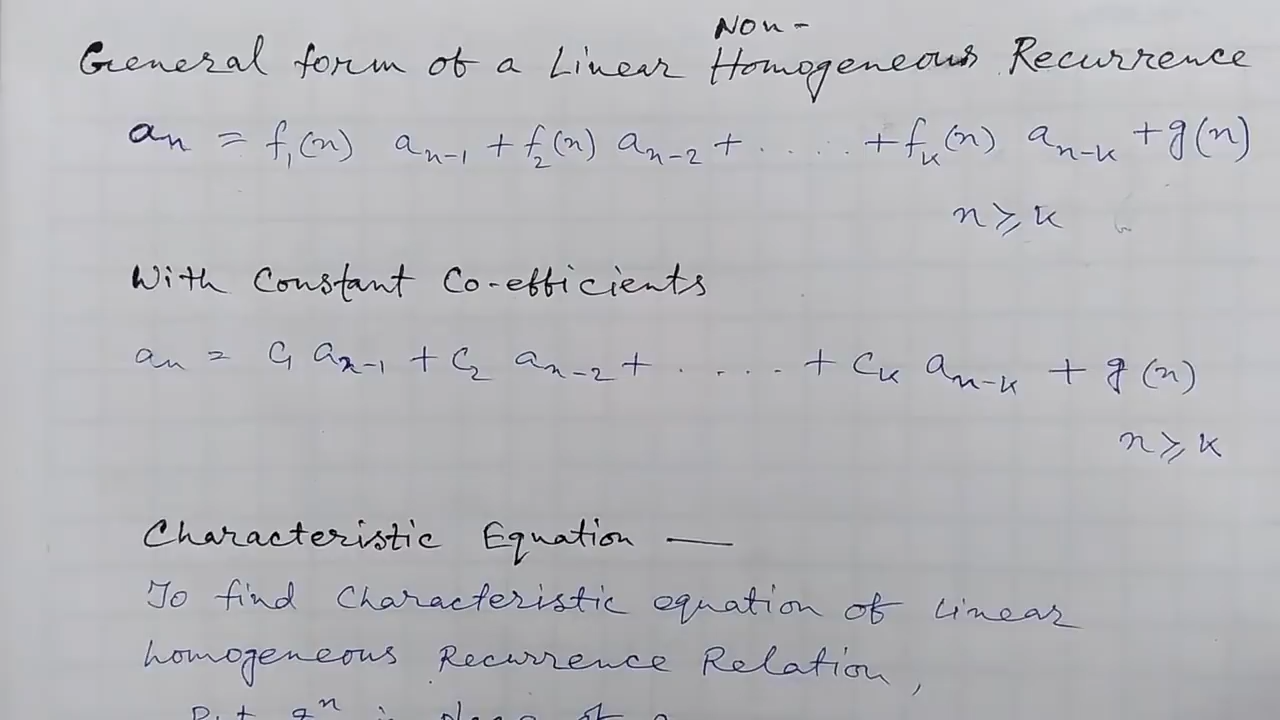 Non-
General form of a Linear Homogeneous Recurrence
aₙ = f₁(n) aₙ₋₁ + f₂(n) aₙ₋₂ + ..... + fₖ(n) aₙ₋ₖ + g(n)
n ≥ k
With Constant Co-efficients
aₙ = C₁ aₙ₋₁ + C₂ aₙ₋₂ + ..... + Cₖ aₙ₋ₖ + g(n)
n ≥ k
Characteristic Equation —
To find Characteristic equation of Linear
homogeneous Recurrence Relation,